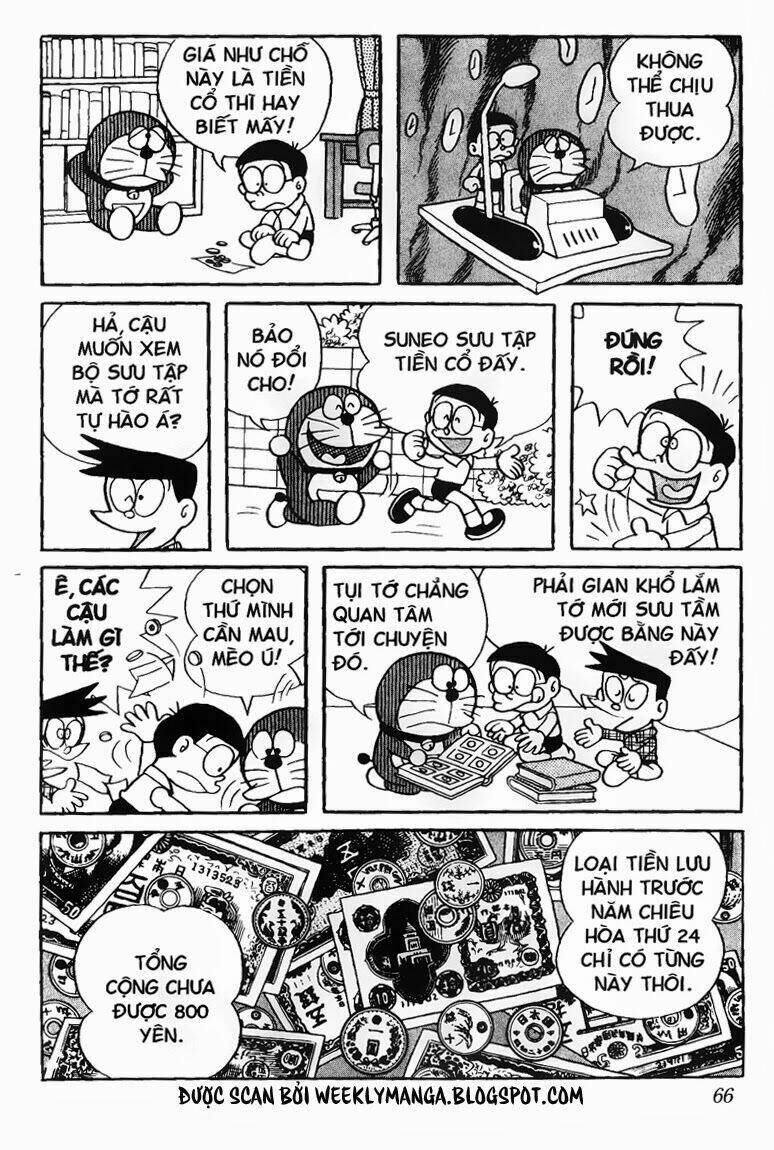 GIÁ NHƯ CHỖ
NÀY LÀ TIỀN
CỔ THÌ HAY
BIẾT MẤY!
KHÔNG
THỂ CHỊU
THUA
ĐƯỢC.
HẢ, CẬU
MUỐN XEM
BỘ SƯU TẬP
MÀ TỚ RẤT
TỰ HÀO Á?
BẢO
NÓ ĐỔI
CHO!
SUNEO SƯU TẬP
TIỀN CỔ ĐẤY.
ĐÚNG
RỒI!
Ê, CÁC
CẬU
LÀM GÌ
THẾ?
CHỌN
THỨ MÌNH
CẦN MAU,
MÈO Ú!
TỤI TỚ CHẲNG
QUAN TÂM
TỚI CHUYỆN
ĐÓ.
PHẢI GIAN KHỔ LẮM
TỚ MỚI SƯU TẦM
ĐƯỢC BẰNG NÀY
ĐẤY!
1313523
50
10
TỔNG
CỘNG CHƯA
ĐƯỢC 800
YÊN.
LOẠI TIỀN LƯU
HÀNH TRƯỚC
NĂM CHIÊU
HÒA THỨ 24
CHỈ CÓ TỪNG
NÀY THÔI.
ĐƯỢC SCAN BỞI WEEKLYMANGA.BLOGSPOT.COM
66